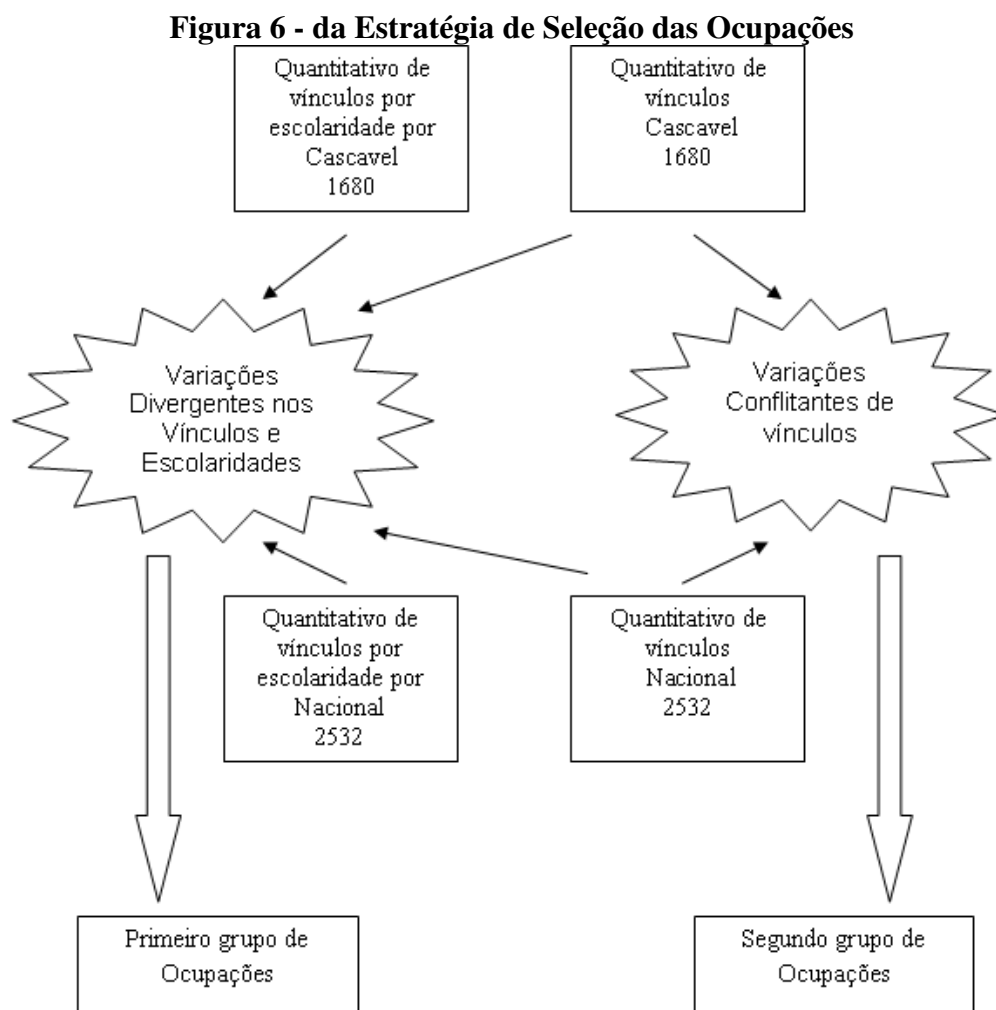 Figura 6 - da Estratégia de Seleção das Ocupações
Quantitativo de
vínculos por
escolaridade por
Cascavel
1680
Quantitativo de
vínculos
Cascavel
1680
Variações
Divergentes nos
Vínculos e
Escolaridades
Variações
Conflitantes de
vínculos
Quantitativo de
vínculos por
escolaridade por
Nacional
2532
Quantitativo de
vínculos
Nacional
2532
Primeiro grupo de
Ocupações
Segundo grupo de
Ocupações